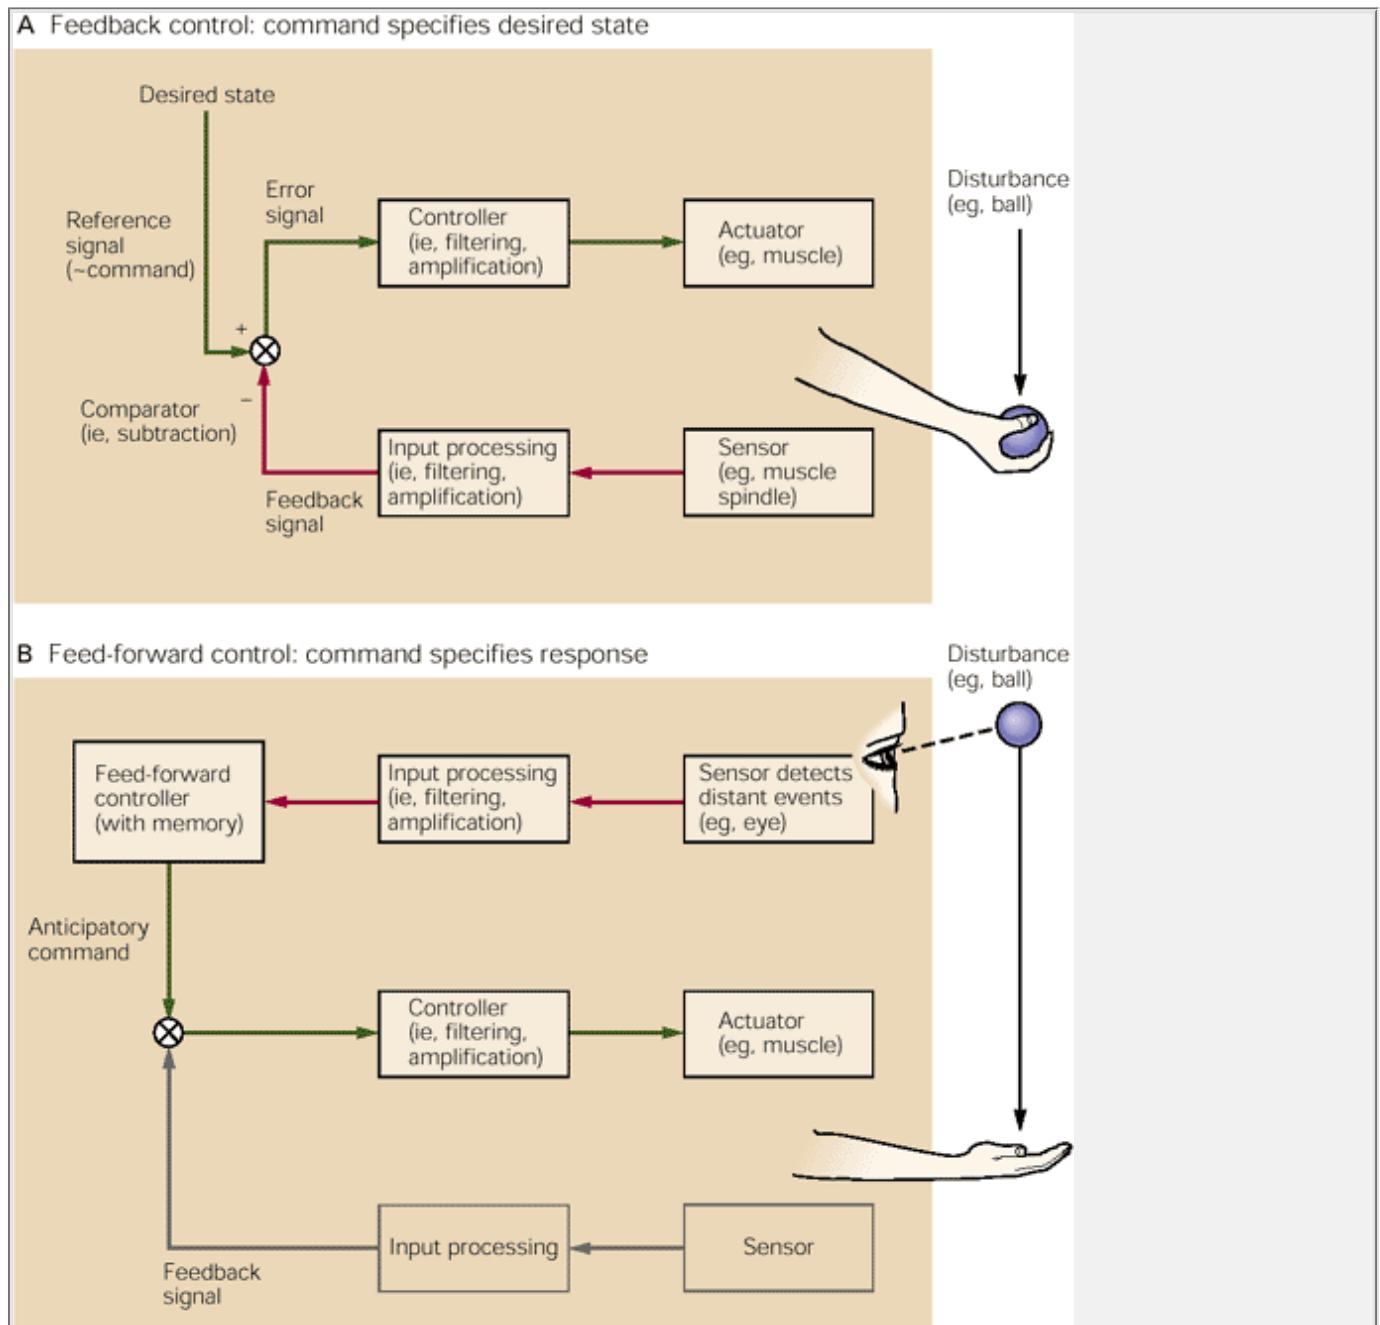 A Feedback control: command specifies desired state
Desired state
Disturbance
(eg, ball)
Error
signal
Reference
signal
(~command)
Controller
(ie, filtering,
amplification)
Actuator
(eg, muscle)
+
−
Comparator
(ie, subtraction)
Input processing
(ie, filtering,
amplification)
Sensor
(eg, muscle
spindle)
Feedback
signal
B Feed-forward control: command specifies response
Disturbance
(eg, ball)
Feed-forward
controller
(with memory)
Input processing
(ie, filtering,
amplification)
Sensor detects
distant events
(eg, eye)
Anticipatory
command
Controller
(ie, filtering,
amplification)
Actuator
(eg, muscle)
Input processing
Sensor
Feedback
signal